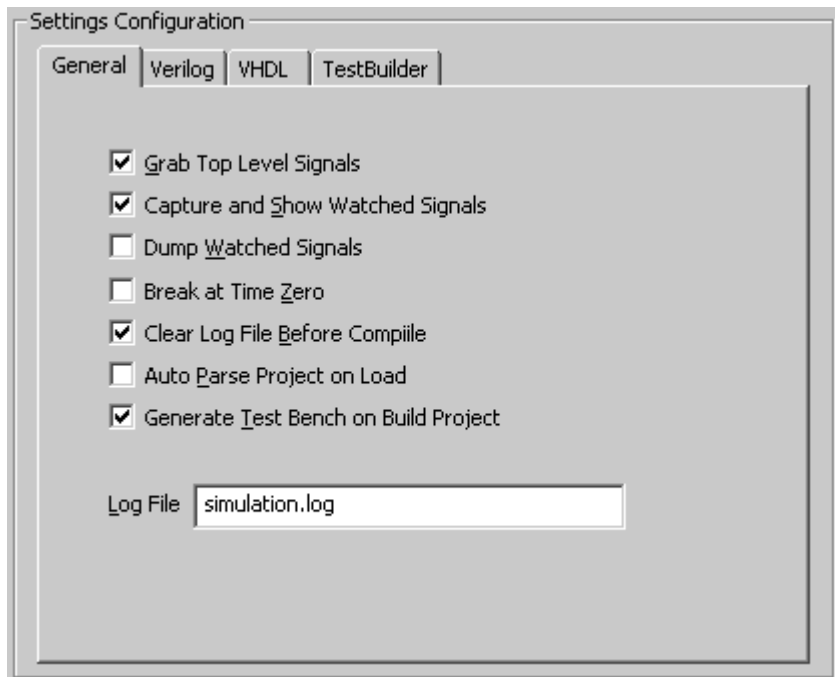 Settings Configuration
General Verilog VHDL TestBuilder
Grab Top Level Signals
Capture and Show Watched Signals
Dump Watched Signals
Break at Time Zero
Clear Log File Before Compiile
Auto Parse Project on Load
Generate Test Bench on Build Project
Log File simulation.log